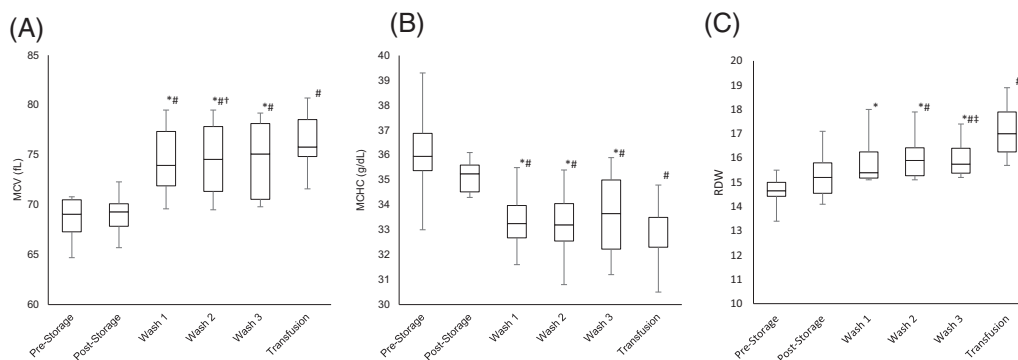 (A)
MCV (fL)
85
80
75
70
65
60
*#
*#†
*#
#
Pre-Storage
Post-Storage
Wash 1
Wash 2
Wash 3
Transfusion
(B)
MCHC (g/dL)
40
39
38
37
36
35
34
33
32
31
30
*#
*#
*#
#
Pre-Storage
Post-Storage
Wash 1
Wash 2
Wash 3
Transfusion
(C)
RDW
20
19
18
17
16
15
14
13
12
11
10
*
*#
*#‡
#
Pre-Storage
Post-Storage
Wash 1
Wash 2
Wash 3
Transfusion